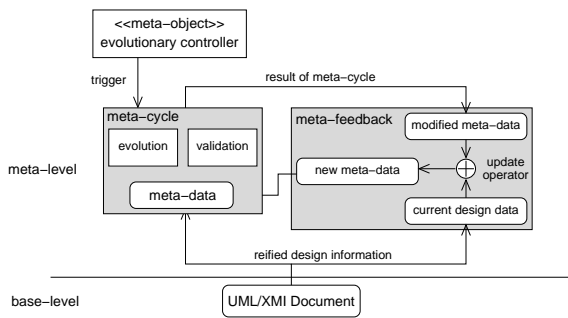 <<meta-object>>
evolutionary controller
trigger
result of meta-cycle
meta-cycle
evolution
validation
meta-data
meta-feedback
modified meta-data
new meta-data
update
operator
current design data
meta-level
reified design information
base-level
UML/XMI Document